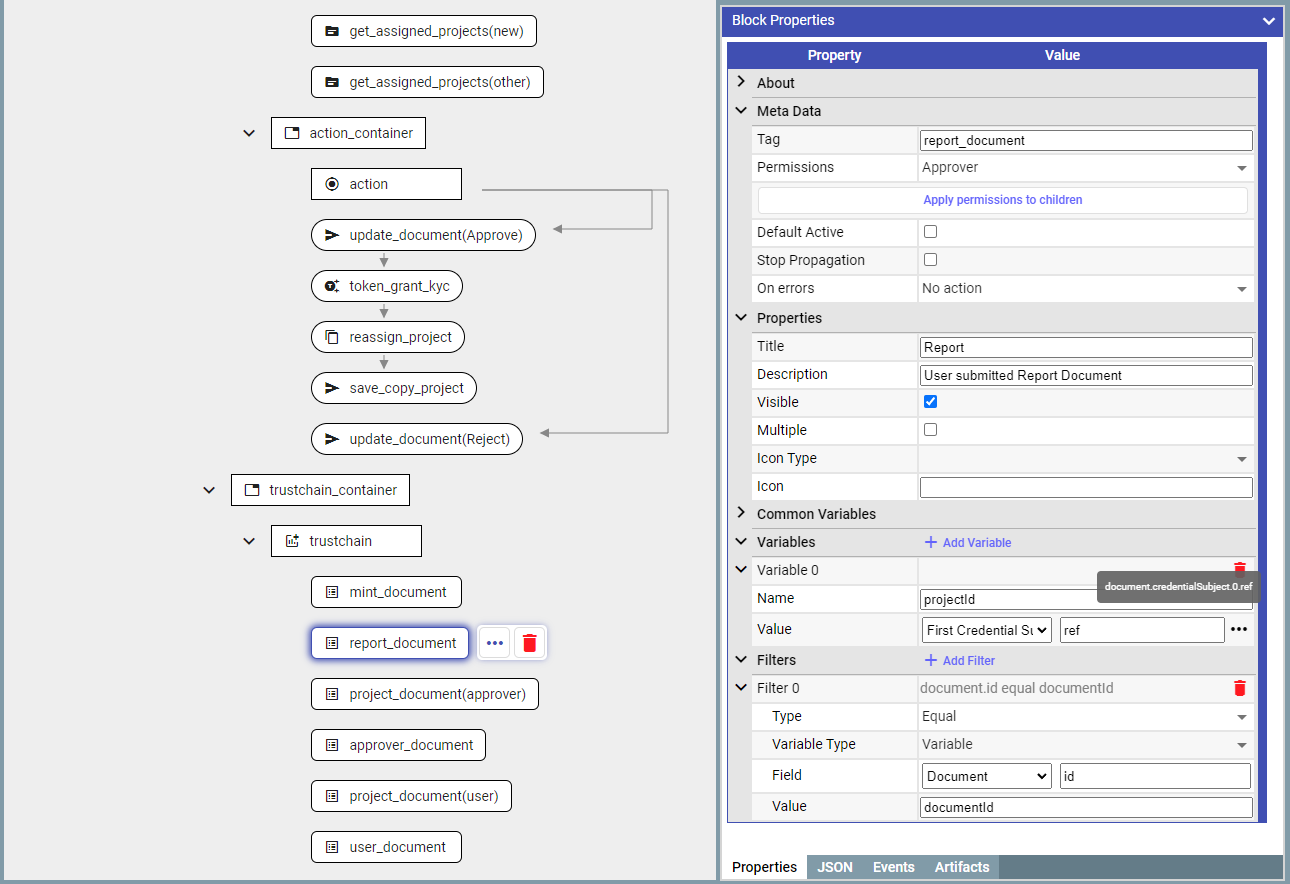 get_assigned_projects(new)
get_assigned_projects(other)
action_container
action
update_document(Approve)
token_grant_kyc
reassign_project
save_copy_project
update_document(Reject)
trustchain_container
trustchain
mint_document
report_document
project_document(approver)
approver_document
project_document(user)
user_document
Block Properties
Property Value
About
Meta Data
Tag report_document
Permissions Approver
Apply permissions to children
Default Active
Stop Propagation
On errors No action
Properties
Title Report
Description User submitted Report Document
Visible
Multiple
Icon Type
Icon
Common Variables
Variables + Add Variable
Variable 0
document.credentialSubject.0.ref
Name projectId
Value First Credential Su ref
Filters + Add Filter
Filter 0 document.id equal documentId
Type Equal
Variable Type Variable
Field Document id
Value documentId
Properties JSON Events Artifacts